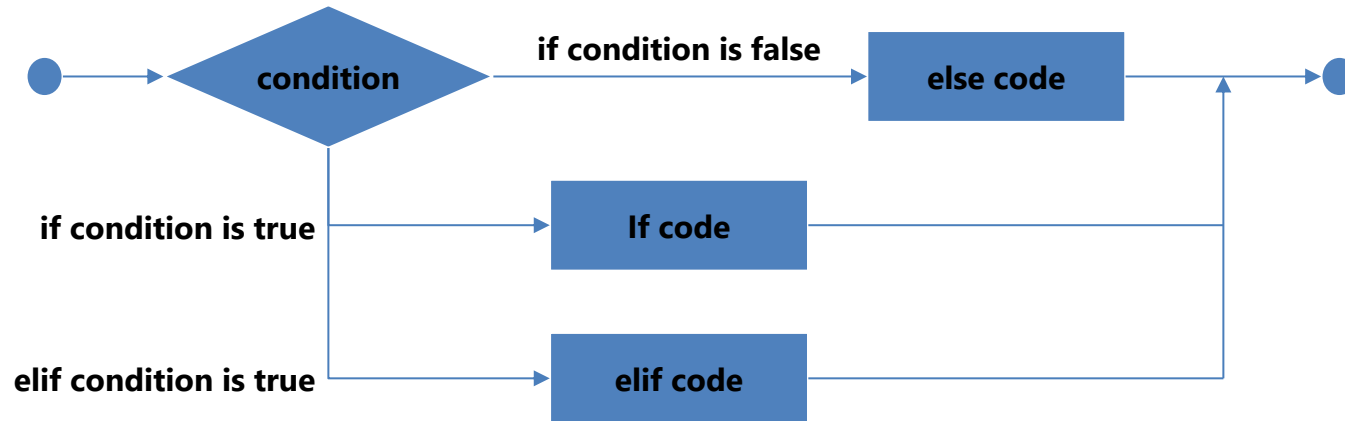 if condition is false
condition
else code
if condition is true
If code
elif condition is true
elif code